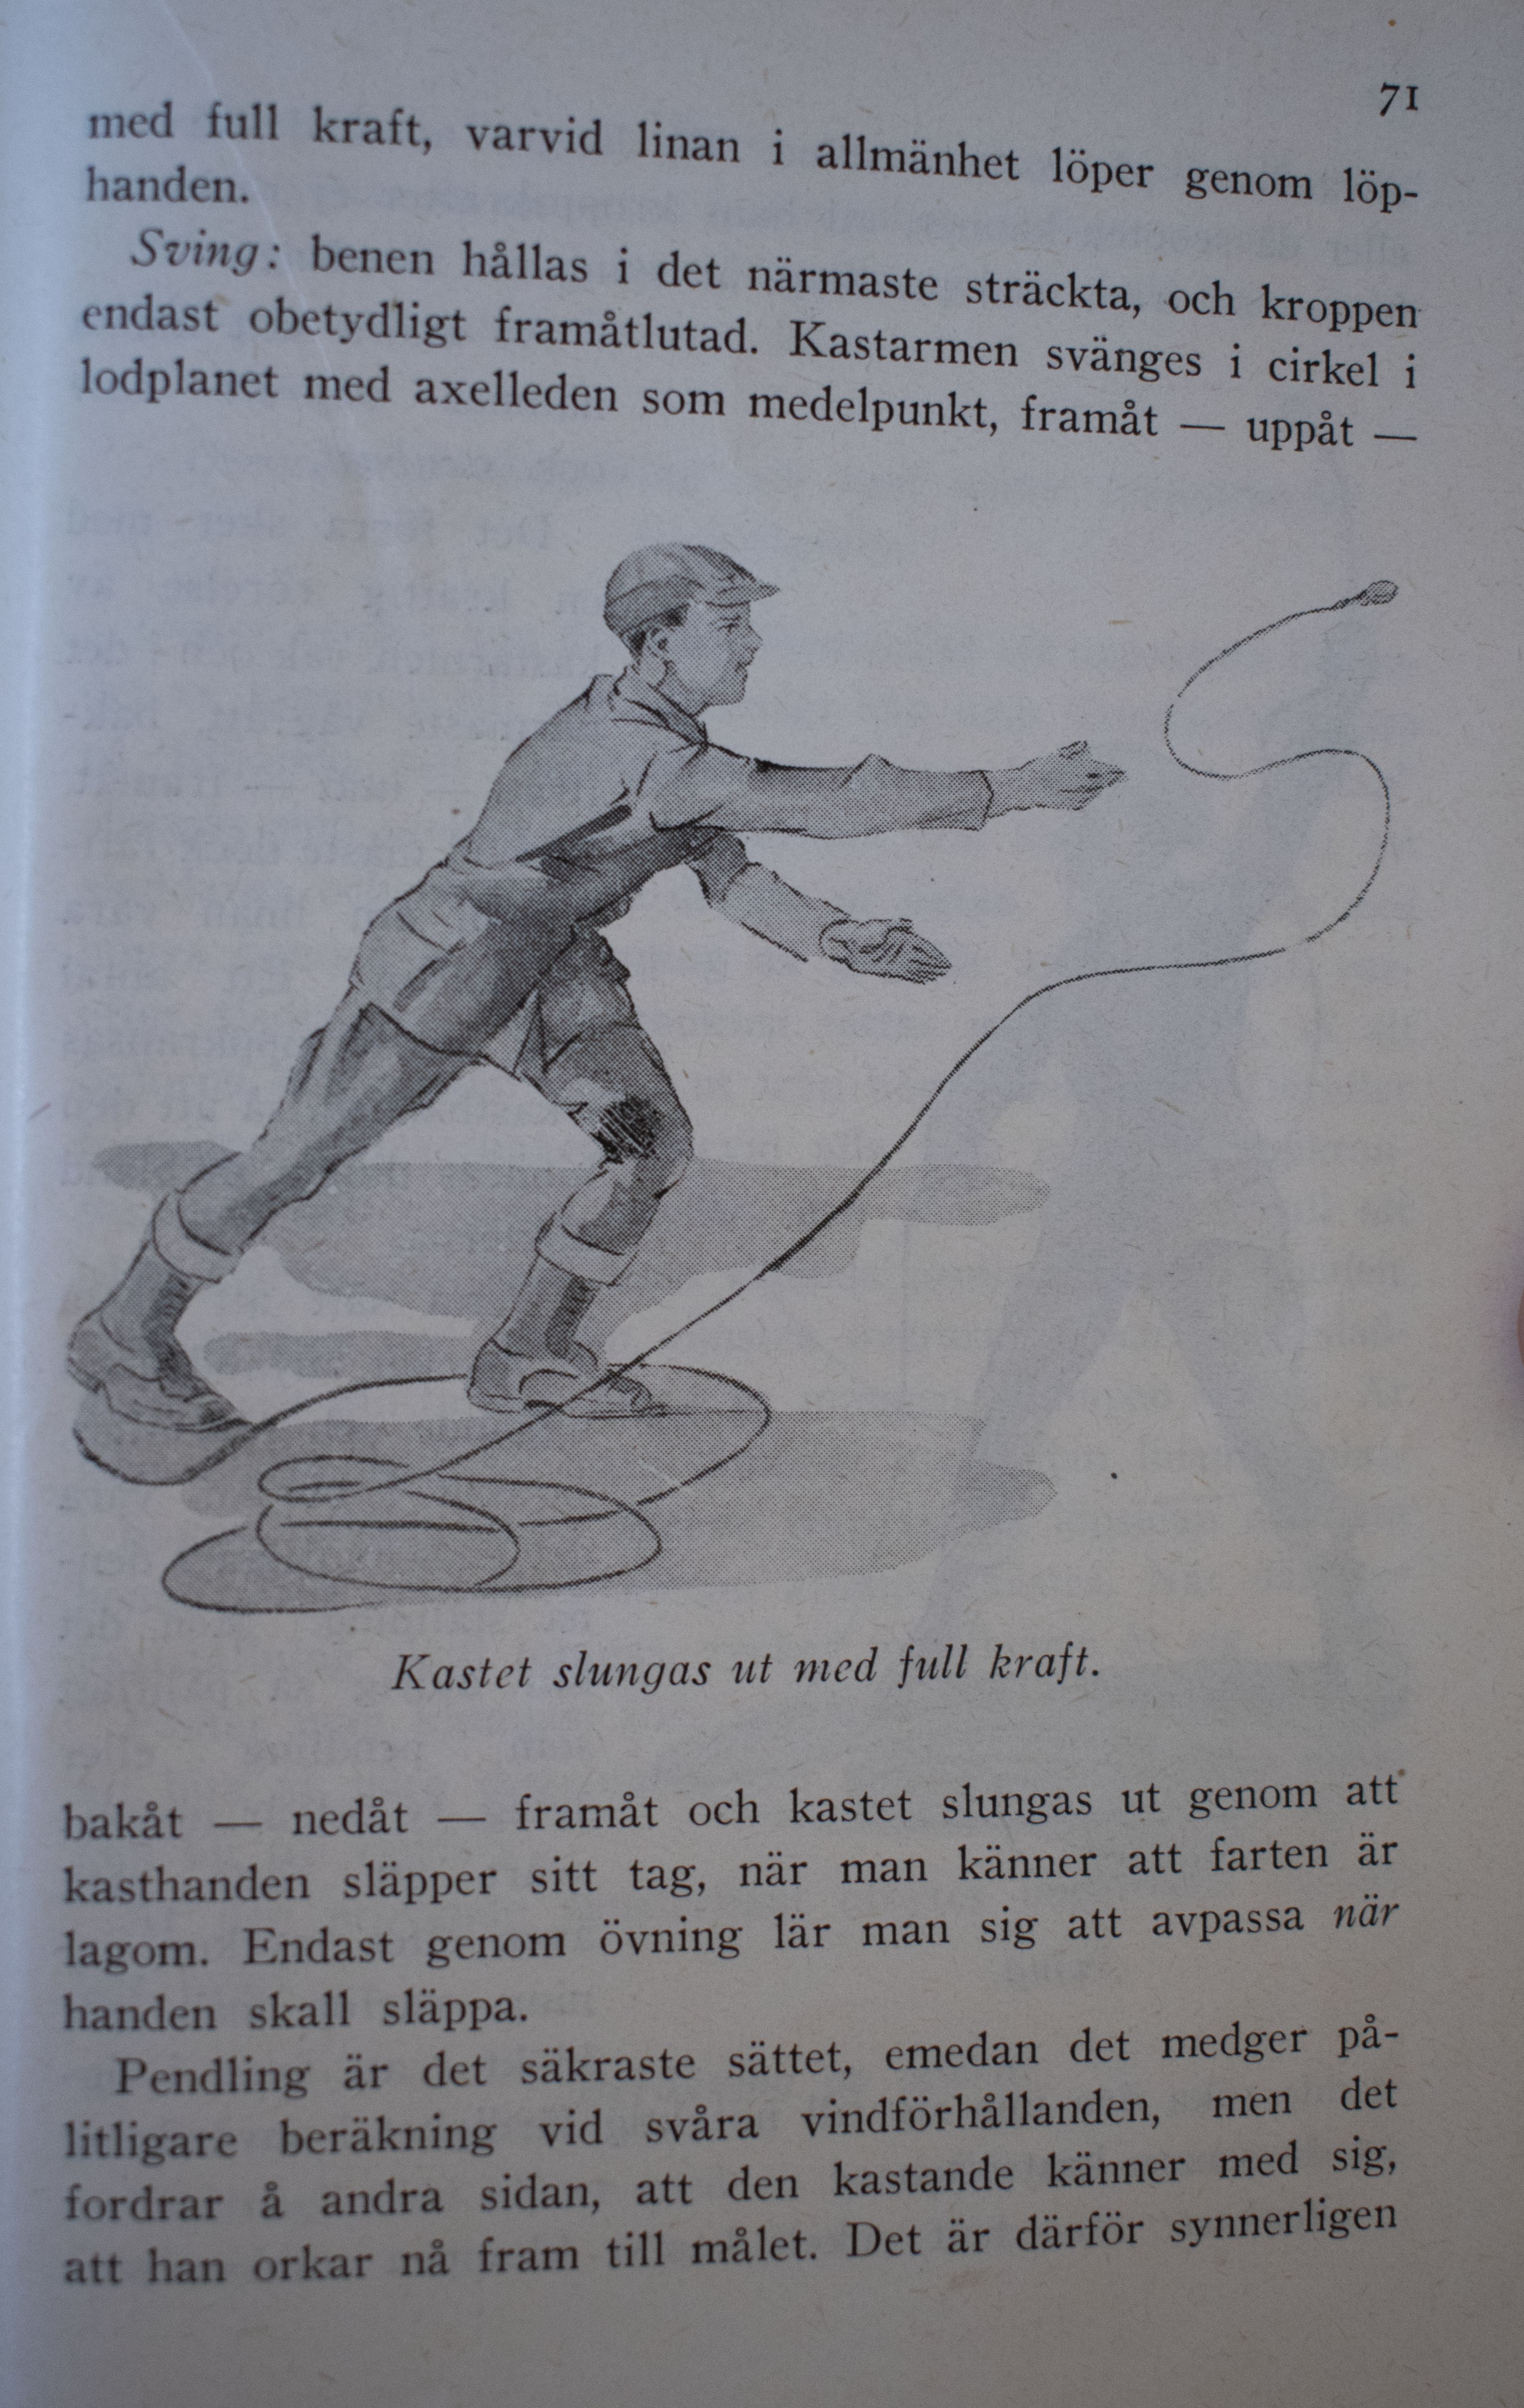 71
med full kraft, varvid linan i allmänhet löper genom löp-
handen.
Sving: benen hållas i det närmaste sträckta, och kroppen
endast obetydligt framåtlutad. Kastarmen svänges i cirkel i
lodplanet med axelleden som medelpunkt, framåt — uppåt —
Kastet slungas ut med full kraft.
bakåt — nedåt — framåt och kastet slungas ut genom att
kasthanden släpper sitt tag, när man känner att farten är
lagom. Endast genom övning lär man sig att avpassa när
handen skall släppa.
Pendling är det säkraste sättet, emedan det medger på-
litligare beräkning vid svåra vindförhållanden, men det
fordrar å andra sidan, att den kastande känner med sig,
att han orkar nå fram till målet. Det är därför synnerligen